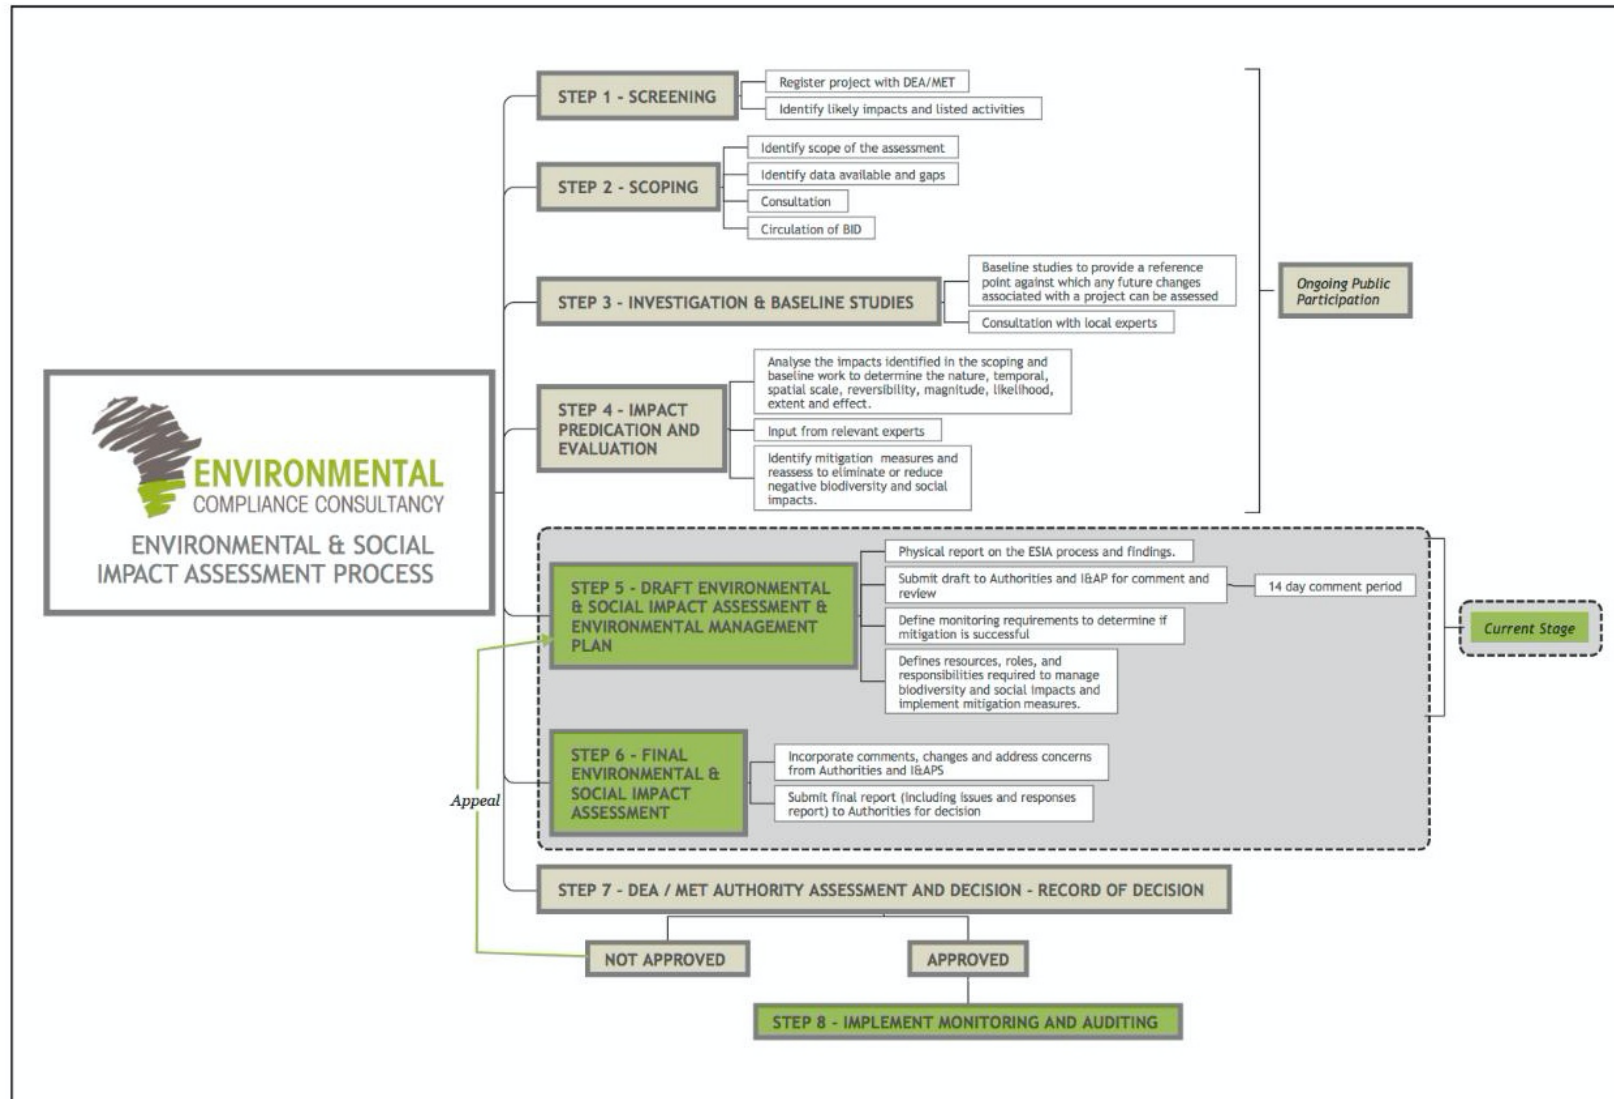 STEP 1 - SCREENING
Register project with DEA/MET
Identify likely impacts and listed activities
STEP 2 - SCOPING
Identify scope of the assessment
Identify data available and gaps
Consultation
Circulation of BID
STEP 3 - INVESTIGATION & BASELINE STUDIES
Baseline studies to provide a reference
point against which any future changes
associated with a project can be assessed
Consultation with local experts
Ongoing Public
Participation
STEP 4 - IMPACT
PREDICATION AND
EVALUATION
Analyse the impacts identified in the scoping and
baseline work to determine the nature, temporal,
spatial scale, reversibility, magnitude, likelihood,
extent and effect.
Input from relevant experts
Identify mitigation measures and
reassess to eliminate or reduce
negative biodiversity and social
impacts.
ENVIRONMENTAL
COMPLIANCE CONSULTANCY
ENVIRONMENTAL & SOCIAL
IMPACT ASSESSMENT PROCESS
STEP 5 - DRAFT ENVIRONMENTAL
& SOCIAL IMPACT ASSESSMENT &
ENVIRONMENTAL MANAGEMENT
PLAN
Physical report on the ESIA process and findings.
Submit draft to Authorities and I&AP for comment and
review
14 day comment period
Define monitoring requirements to determine if
mitigation is successful
Defines resources, roles, and
responsibilities required to manage
biodiversity and social impacts and
implement mitigation measures.
Current Stage
STEP 6 - FINAL
ENVIRONMENTAL &
SOCIAL IMPACT
ASSESSMENT
Incorporate comments, changes and address concerns
from Authorities and I&APS
Submit final report (including issues and responses
report) to Authorities for decision
Appeal
STEP 7 - DEA / MET AUTHORITY ASSESSMENT AND DECISION - RECORD OF DECISION
NOT APPROVED
APPROVED
STEP 8 - IMPLEMENT MONITORING AND AUDITING